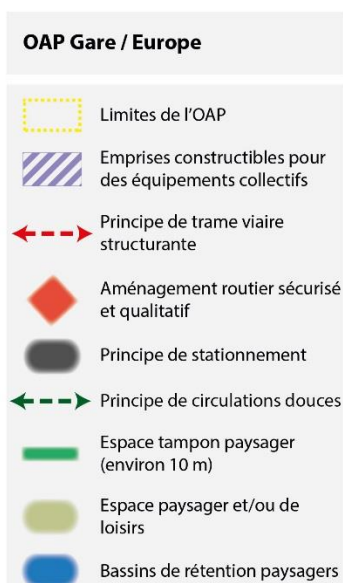 OAP Gare / Europe
Limites de l'OAP
Emprises constructibles pour
des équipements collectifs
Principe de trame viaire
structurante
Aménagement routier sécurisé
et qualitatif
Principe de stationnement
Principe de circulations douces
Espace tampon paysager
(environ 10 m)
Espace paysager et/ou de
loisirs
Bassins de rétention paysagers